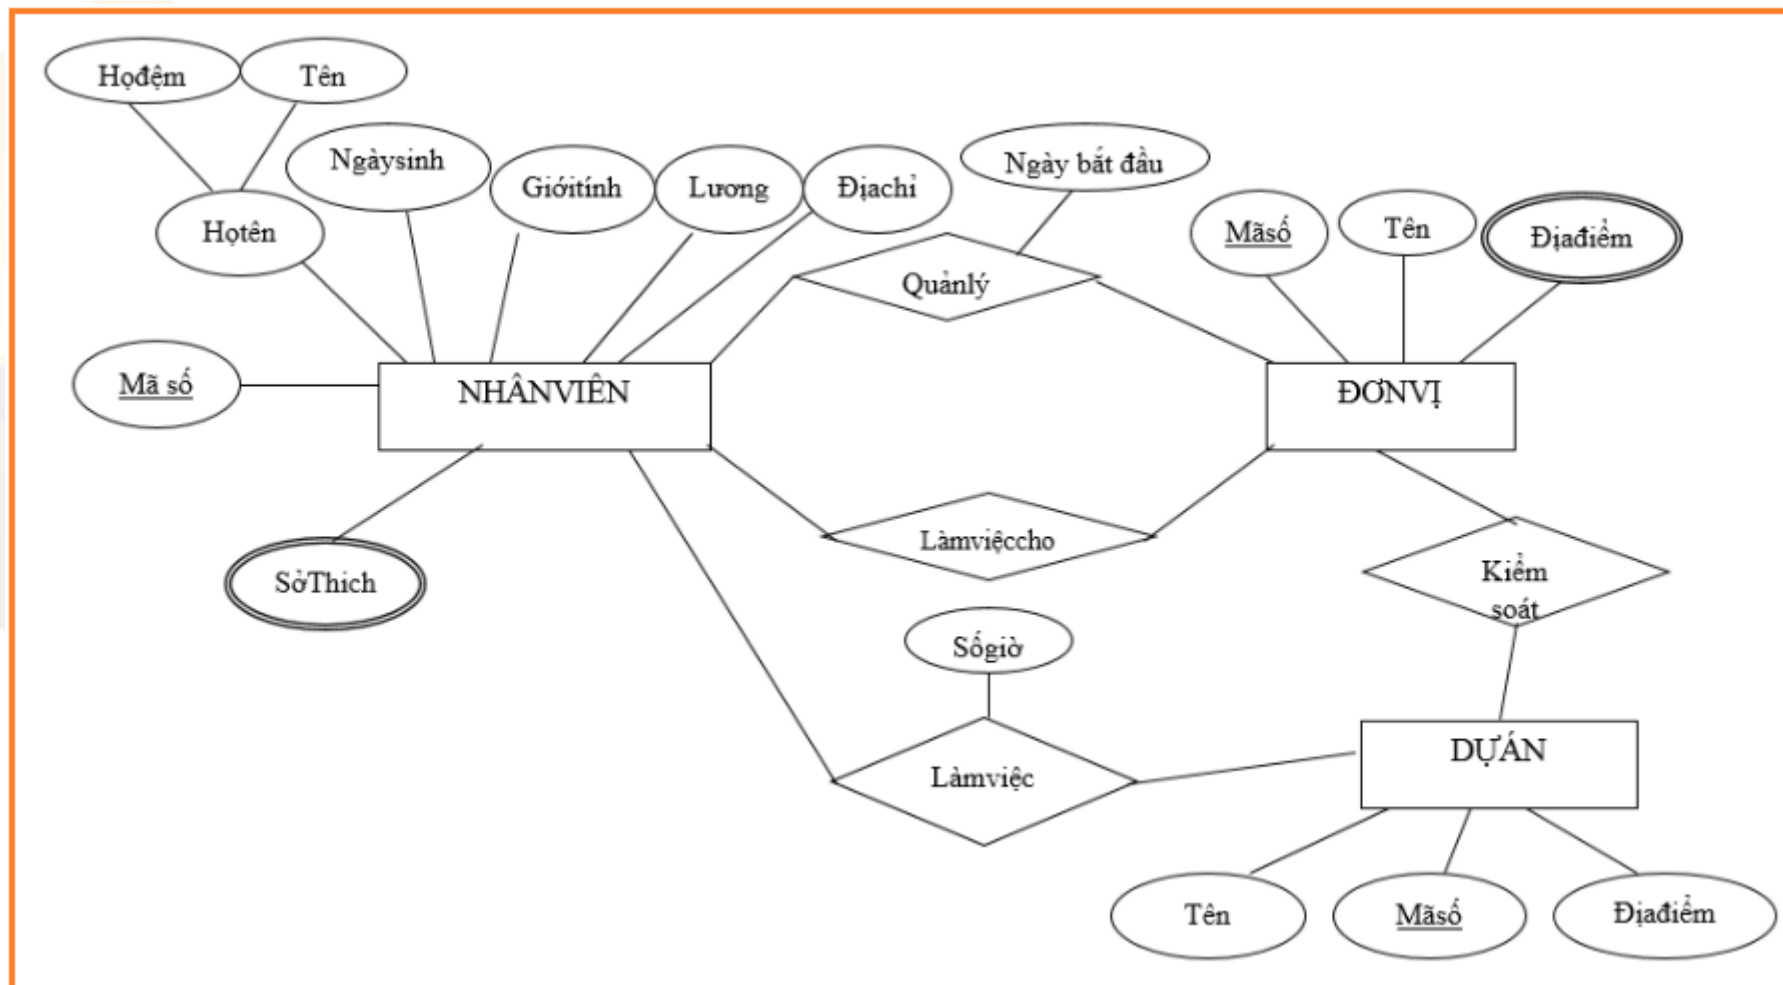 Họđệm
Tên
Ngàysinh
Giớitính
Lương
Địachỉ
Ngày bắt đầu
Họtên
Mãsố
Tên
Địađiểm
Quảnlý
Mã số
NHÂNVIÊN
ĐƠNVỊ
SởThich
Làmviệccho
Kiểm
soát
Sốgiờ
Làmviệc
DỰÁN
Tên
Mãsố
Địađiểm